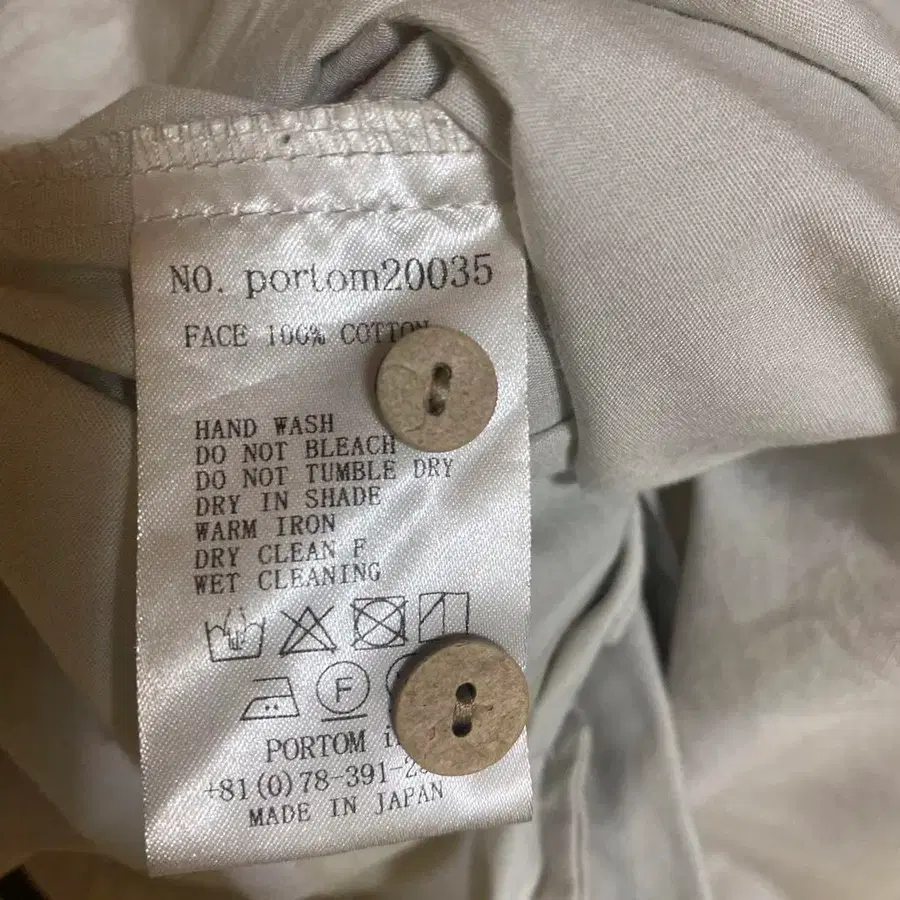 NO. portom20035
FACE 100% COTTON
HAND WASH
DO NOT BLEACH
DO NOT TUMBLE DRY
DRY IN SHADE
WARM IRON
DRY CLEAN F
WET CLEANING
F
PORTOM
+81(0)78-391-2
MADE IN JAPAN